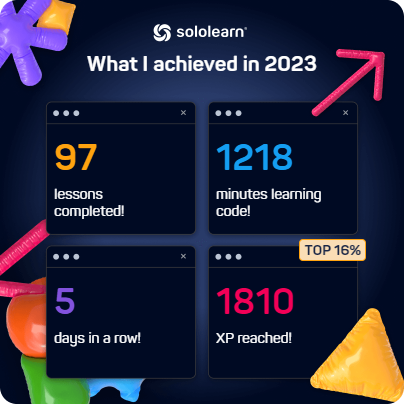 sololearn
What I achieved in 2023
97
lessons
completed!
1218
minutes learning
code!
5
days in a row!
TOP 16%
1810
XP reached!